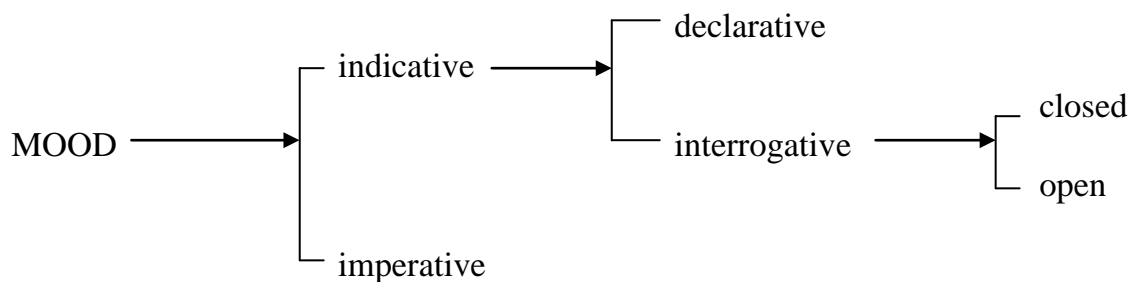 declarative
indicative
closed
MOOD
interrogative
open
imperative